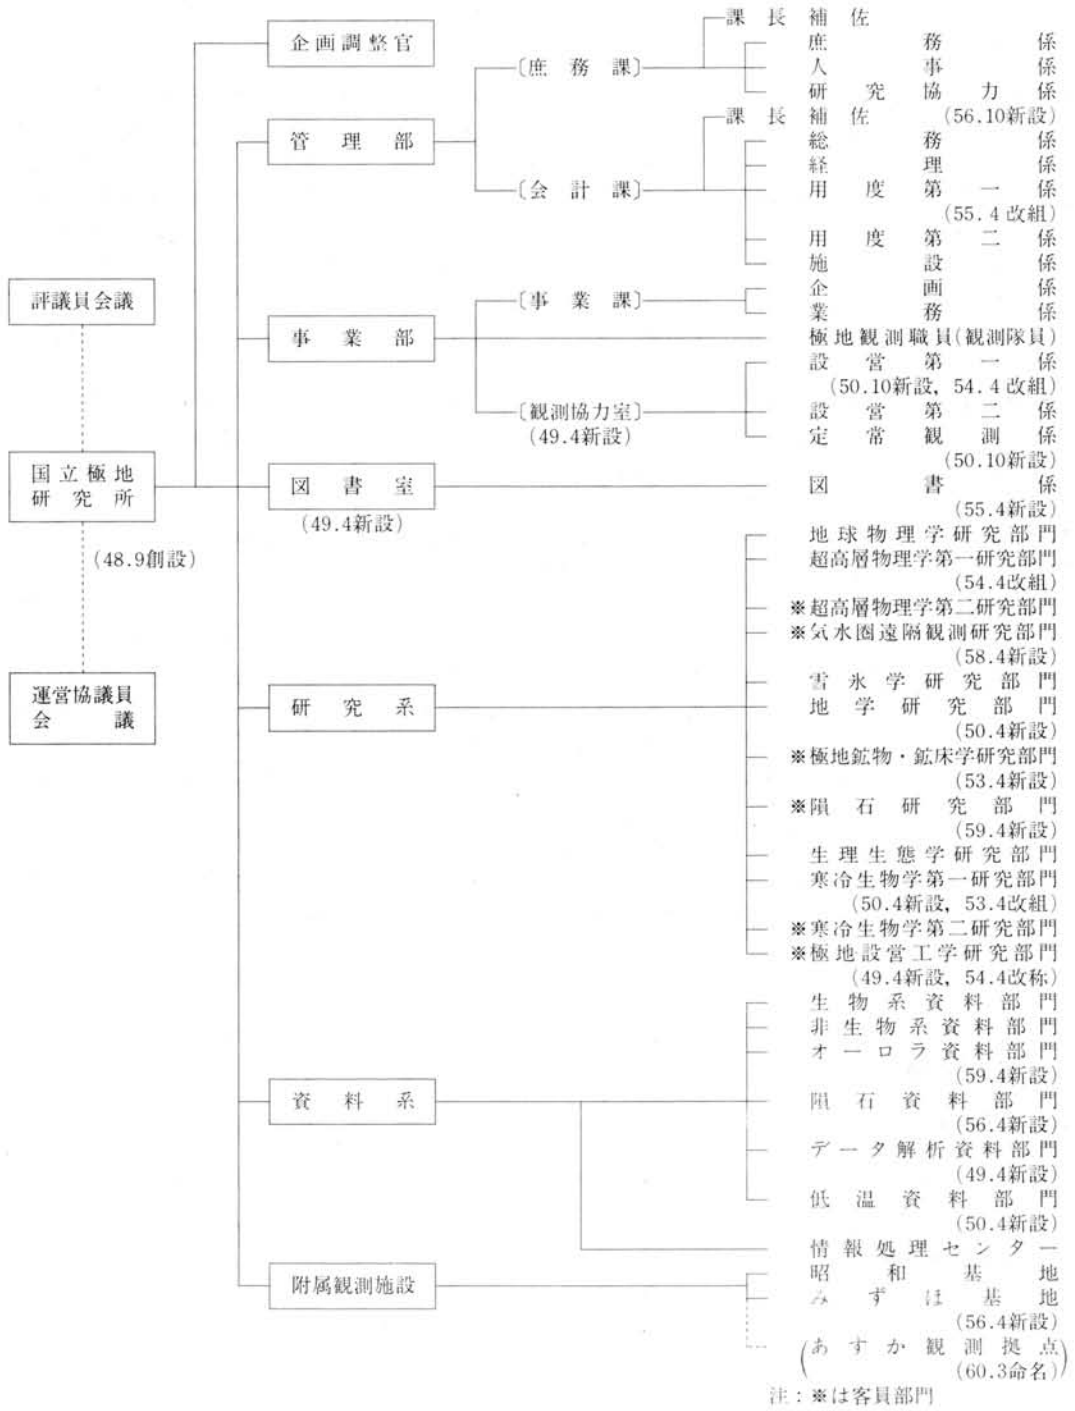 課長補佐
企画調整官
庶務係
〔庶務課〕
人事係
研究協力係
課長補佐 (56.10新設)
管理部
総務係
経理係
〔会計課〕
用度第一係
(55.4改組)
用度第二係
施設係
評議員会議
〔事業課〕
企画係
業務係
事業部
極地観測職員(観測隊員)
設営第一係
(50.10新設, 54.4改組)
〔観測協力室〕
(49.4新設)
設営第二係
定常観測係
(50.10新設)
国立極地
研究所
(48.9創設)
図書室
(49.4新設)
図書係
(55.4新設)
地球物理学研究部門
超高層物理学第一研究部門
(54.4改組)
※超高層物理学第二研究部門
※気水圏遠隔観測研究部門
(58.4新設)
運営協議員
会議
研究系
雪氷学研究部門
地学研究部門
(50.4新設)
※極地鉱物・鉱床学研究部門
(53.4新設)
※隕石研究部門
(59.4新設)
生理生態学研究部門
寒冷生物学第一研究部門
(50.4新設, 53.4改組)
※寒冷生物学第二研究部門
※極地設営工学研究部門
(49.4新設, 54.4改称)
生物系資料部門
非生物系資料部門
オーロラ資料部門
(59.4新設)
資料系
隕石資料部門
(56.4新設)
データ解析資料部門
(49.4新設)
低温資料部門
(50.4新設)
情報処理センター
附属観測施設
昭和基地
みずほ基地
(56.4新設)
(あすか観測拠点
(60.3命名))
注:※は客員部門